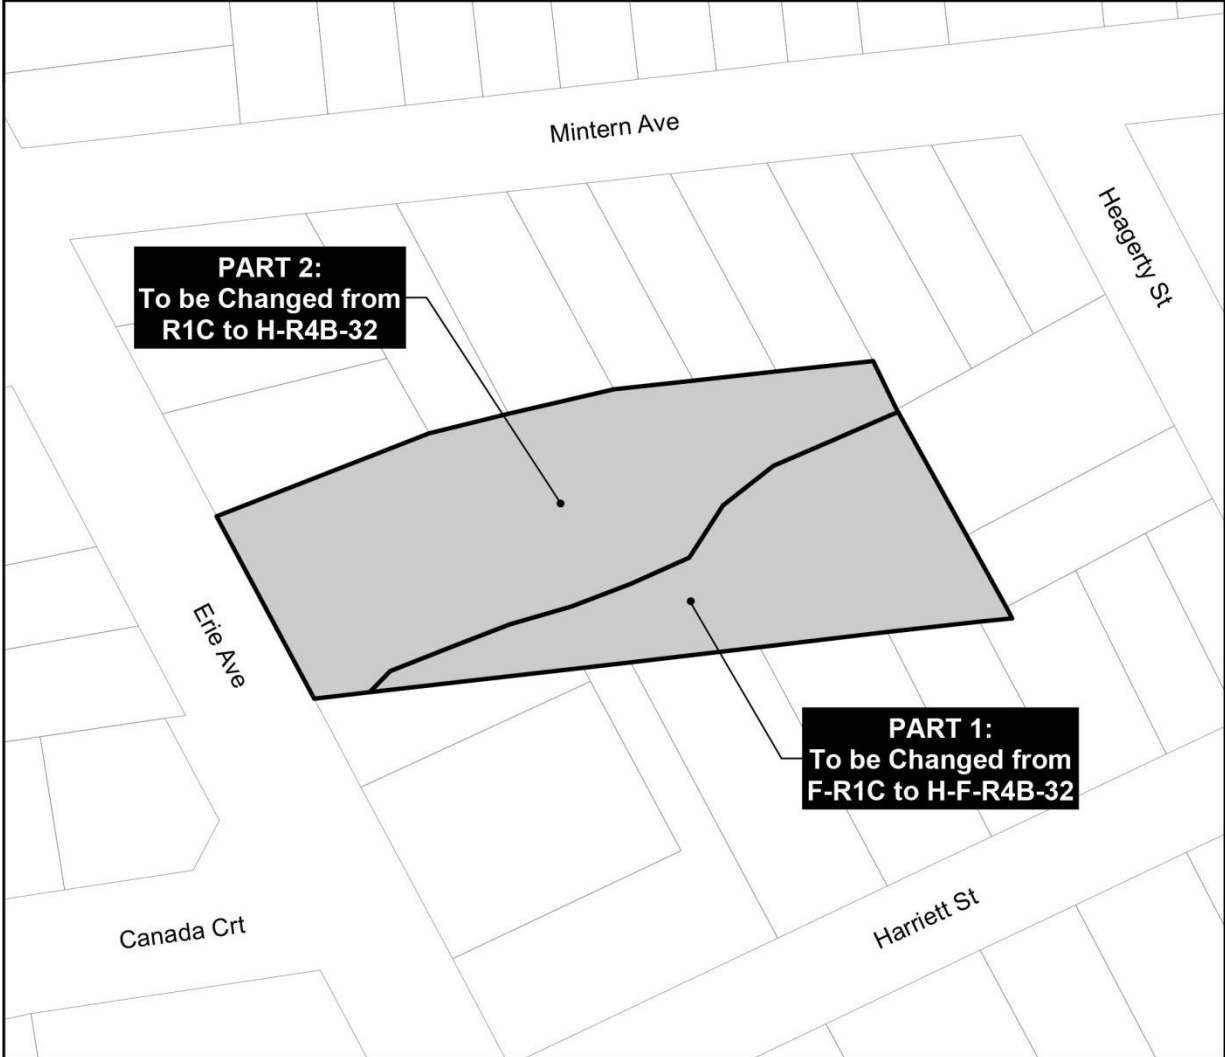 Mintern Ave
Heagerty St
PART 2:
To be Changed from
R1C to H-R4B-32
Erie Ave
PART 1:
To be Changed from
F-R1C to H-F-R4B-32
Canada Crt
Harriett St